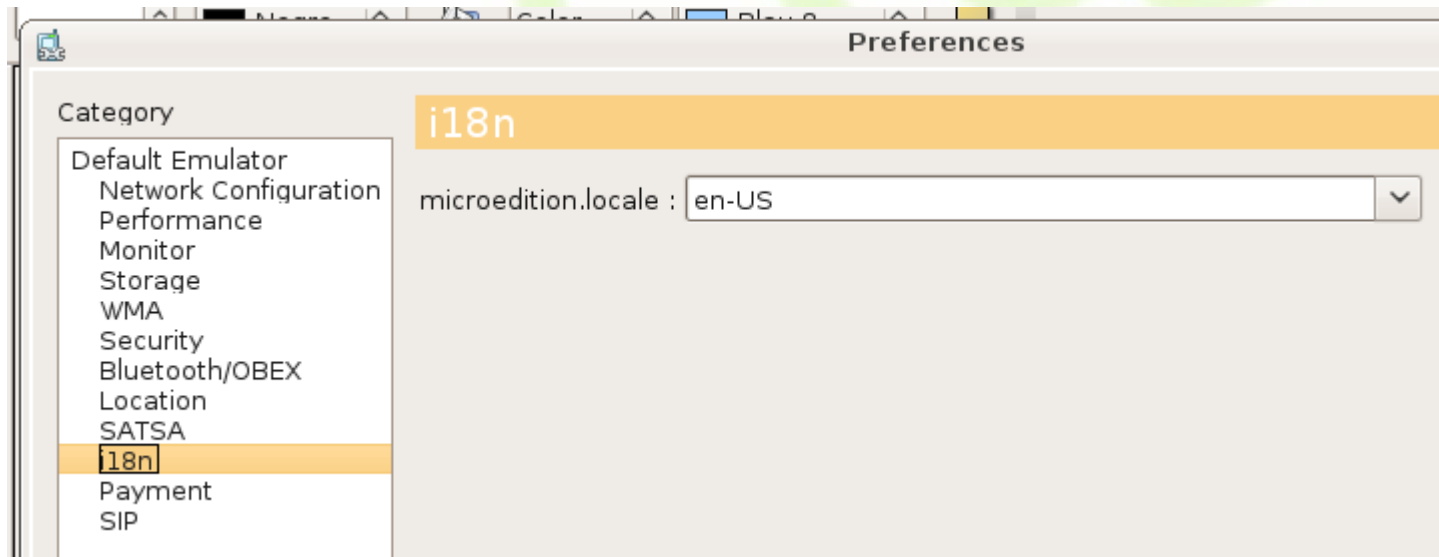 Preferences
Category
Default Emulator
Network Configuration
Performance
Monitor
Storage
WMA
Security
Bluetooth/OBEX
Location
SATSA
i18n
Payment
SIP
i18n
microedition.locale : en-US